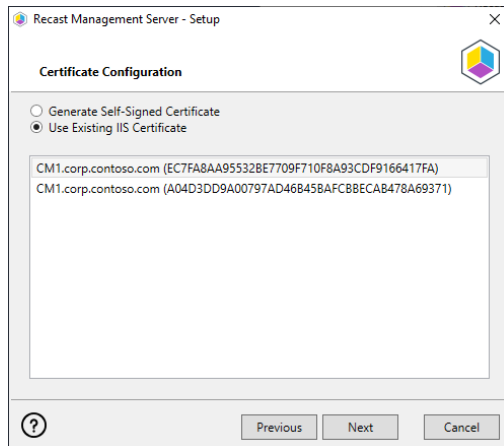 Recast Management Server - Setup
Certificate Configuration
Generate Self-Signed Certificate
Use Existing IIS Certificate
CM1.corp.contoso.com (EC7FA8AA95532BE7709F710F8A93CDF9166417FA)
CM1.corp.contoso.com (A04D3DD9A00797AD46B45BAFCBBECAB478A69371)
?
Previous
Next
Cancel